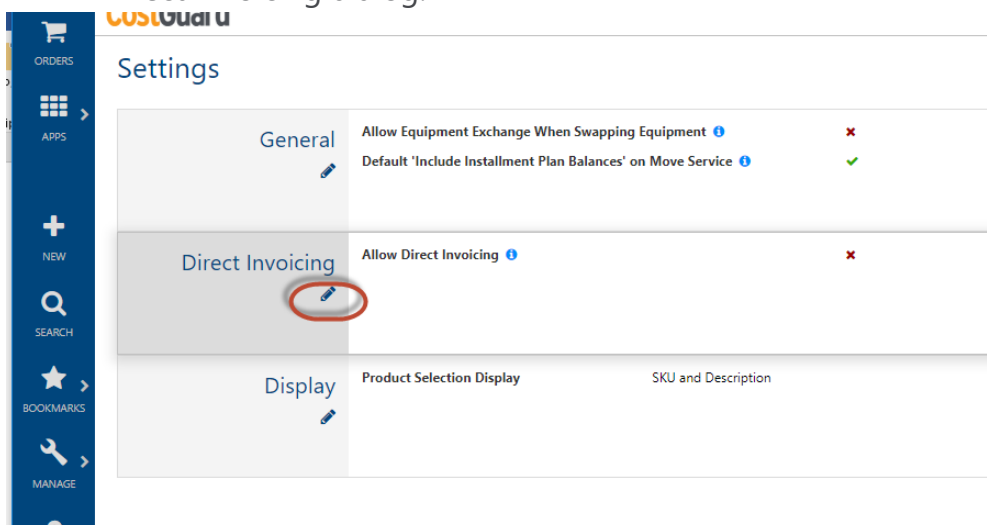 CostGuard
ORDERS
APPS
NEW
SEARCH
BOOKMARKS
MANAGE
Settings
General
Allow Equipment Exchange When Swapping Equipment
Default 'Include Installment Plan Balances' on Move Service
Direct Invoicing
Allow Direct Invoicing
Display
Product Selection Display SKU and Description